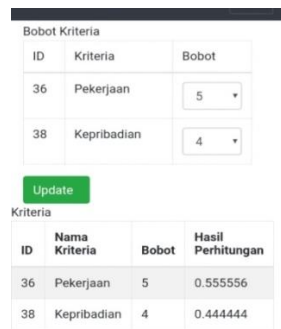 Bobot Kriteria
ID Kriteria Bobot
36 Pekerjaan 5
38 Kepribadian 4
Update
Kriteria
ID Nama Kriteria Bobot Hasil Perhitungan
36 Pekerjaan 5 0.555556
38 Kepribadian 4 0.444444